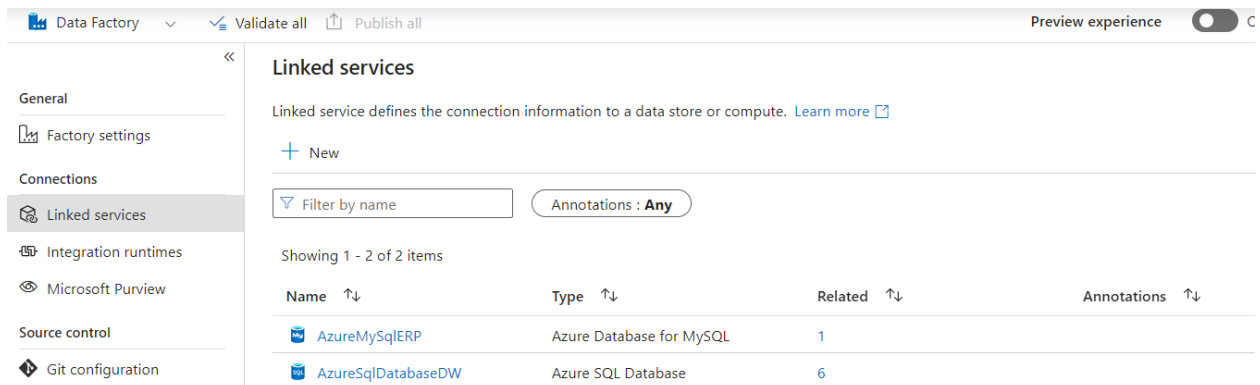 Data Factory Validate all Publish all Preview experience
Linked services
Linked service defines the connection information to a data store or compute. Learn more
General
Factory settings
New
Connections
Linked services
Filter by name Annotations : Any
Integration runtimes
Showing 1 - 2 of 2 items
Microsoft Purview
Name Type Related Annotations
Source control
AzureMySqlERP Azure Database for MySQL 1
Git configuration
AzureSqlDatabaseDW Azure SQL Database 6